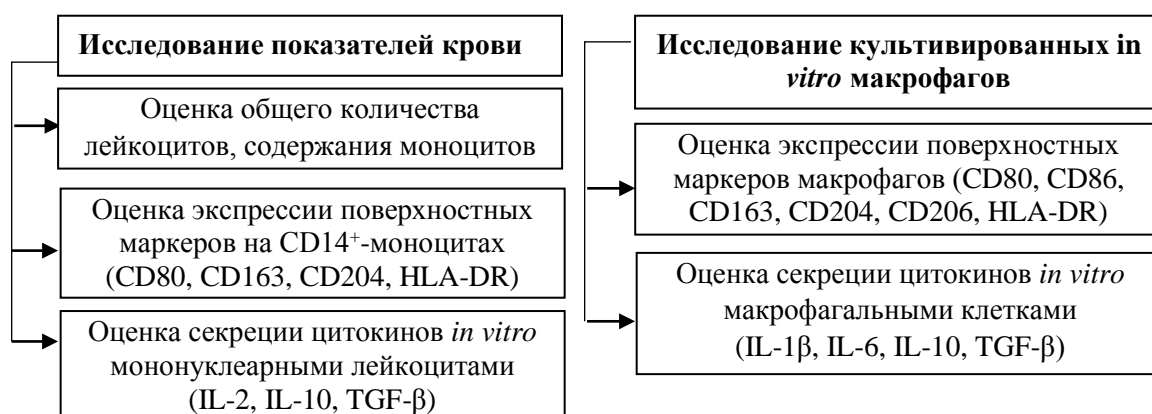 Исследование показателей крови
Оценка общего количества
лейкоцитов, содержания моноцитов
Оценка экспрессии поверхностных
маркеров на CD14⁺-моноцитах
(CD80, CD163, CD204, HLA-DR)
Оценка секреции цитокинов in vitro
мононуклеарными лейкоцитами
(IL-2, IL-10, TGF-β)
Исследование культивированных in
vitro макрофагов
Оценка экспрессии поверхностных
маркеров макрофагов (CD80, CD86,
CD163, CD204, CD206, HLA-DR)
Оценка секреции цитокинов in vitro
макрофагальными клетками
(IL-1β, IL-6, IL-10, TGF-β)